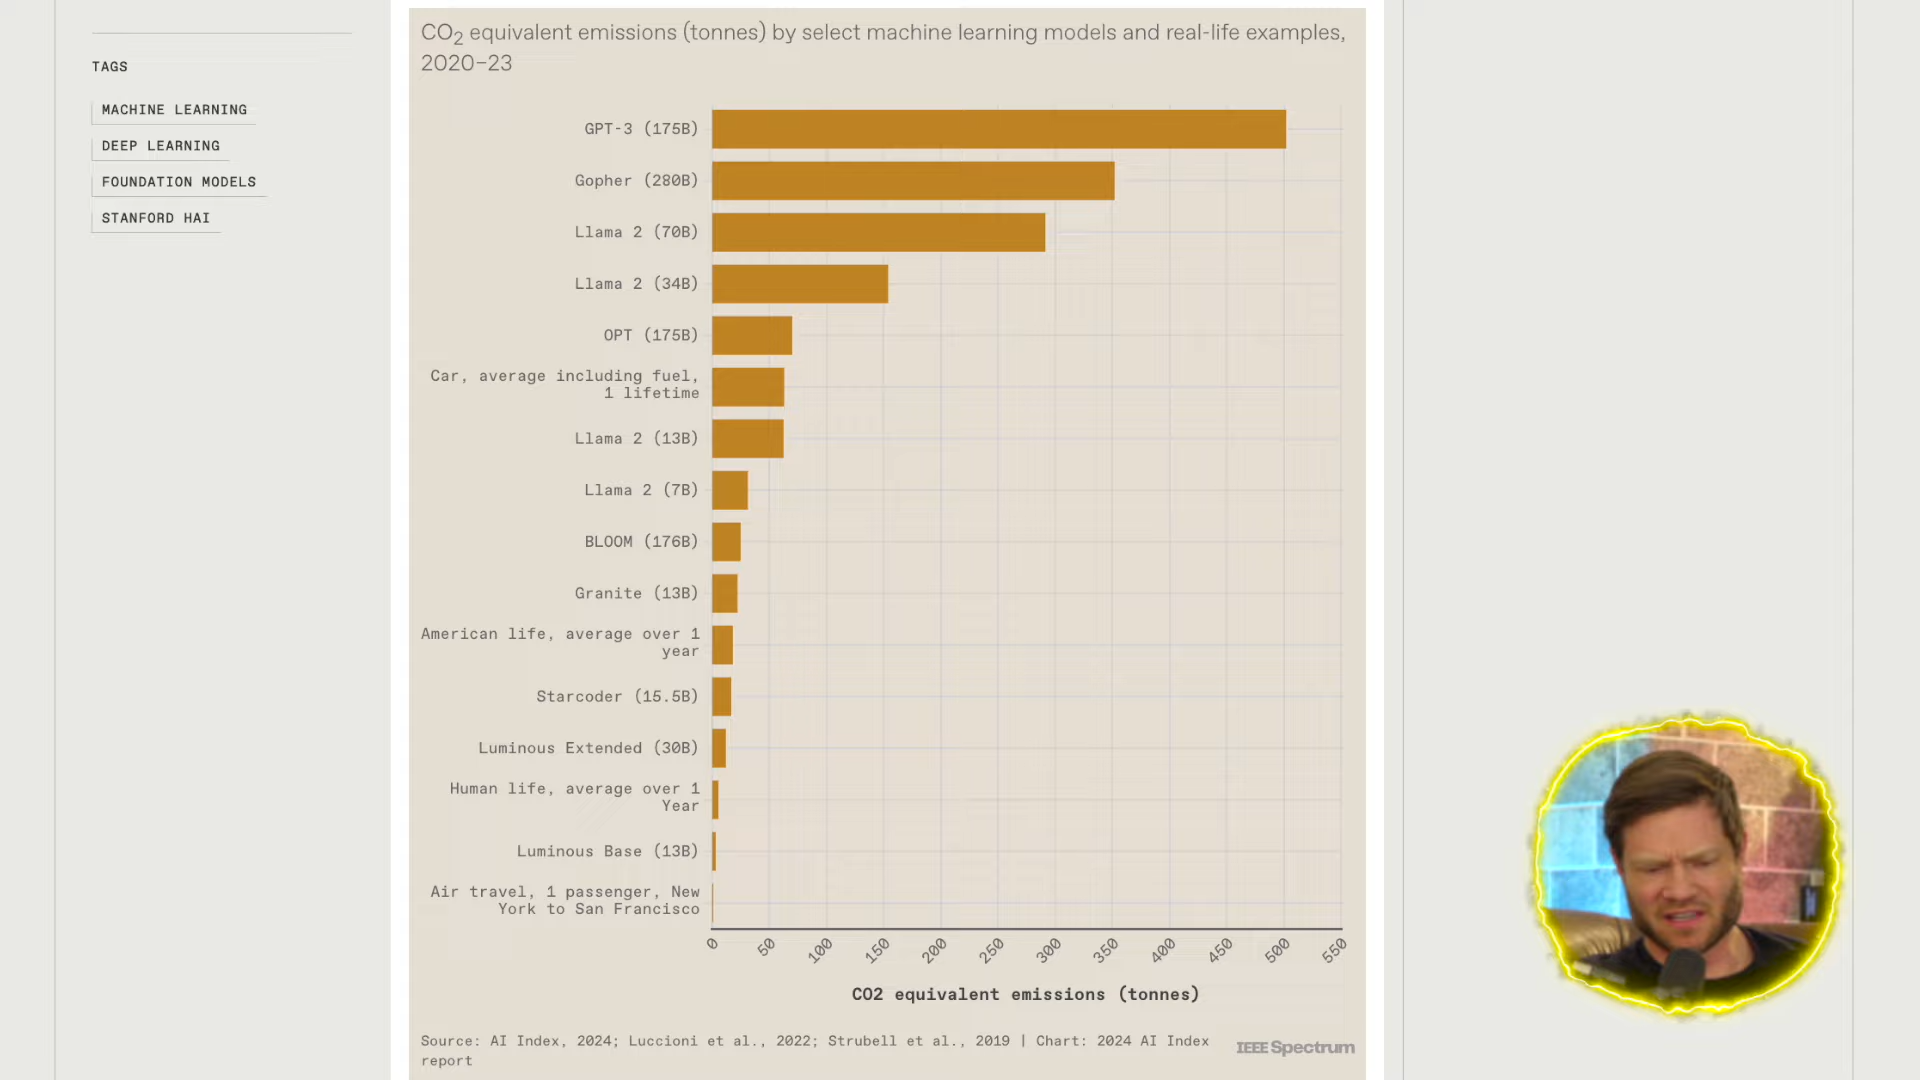 TAGS
MACHINE LEARNING
DEEP LEARNING
FOUNDATION MODELS
STANFORD HAI
CO2 equivalent emissions (tonnes) by select machine learning models and real-life examples,
2020–23
GPT-3 (175B)
Gopher (280B)
Llama 2 (70B)
Llama 2 (34B)
OPT (175B)
Car, average including fuel,
1 lifetime
Llama 2 (13B)
Llama 2 (7B)
BLOOM (176B)
Granite (13B)
American life, average over 1
year
Starcoder (15.5B)
Luminous Extended (30B)
Human life, average over 1
Year
Luminous Base (13B)
Air travel, 1 passenger, New
York to San Francisco
0 50 100 150 200 250 300 350 400 450 500 550
CO2 equivalent emissions (tonnes)
Source: AI Index, 2024; Luccioni et al., 2022; Strubell et al., 2019 | Chart: 2024 AI Index
report
IEEE Spectrum